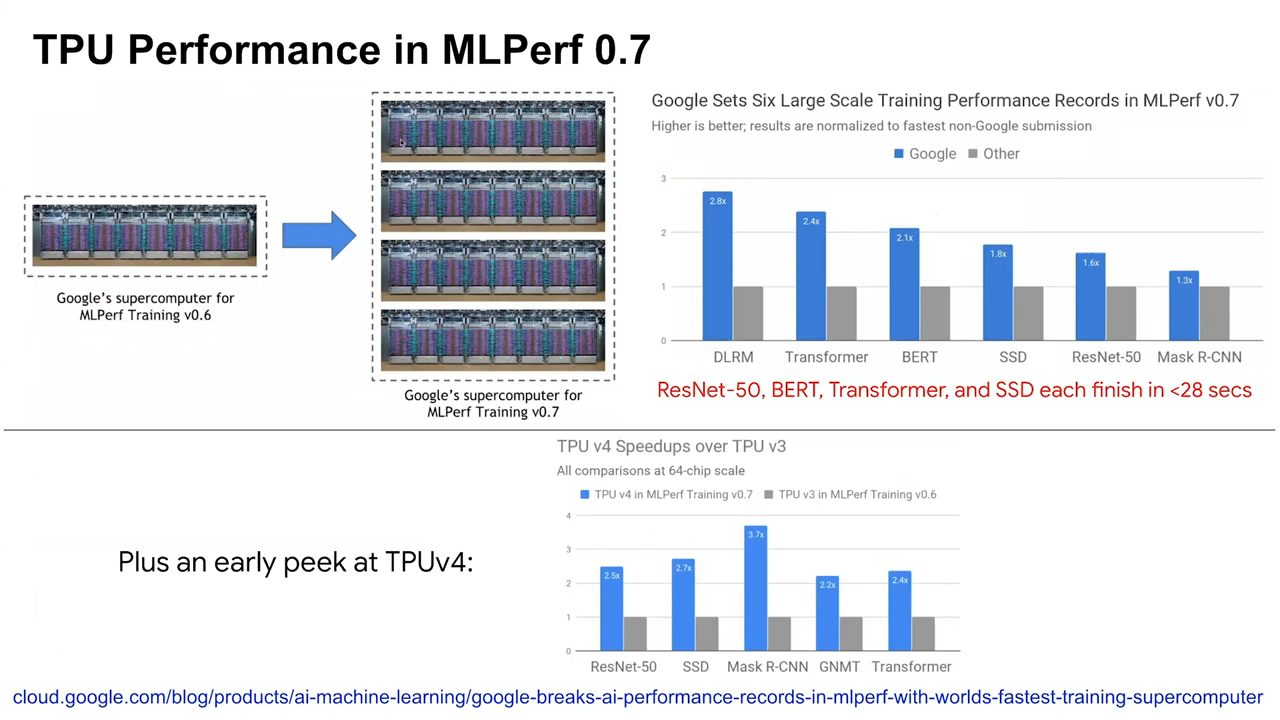 TPU Performance in MLPerf 0.7
Google's supercomputer for
MLPerf Training v0.6
Google's supercomputer for
MLPerf Training v0.7
Google Sets Six Large Scale Training Performance Records in MLPerf v0.7
Higher is better; results are normalized to fastest non-Google submission
Google Other
3
2
1
0
2.8x
2.4x
2.1x
1.8x
1.6x
1.3x
DLRM Transformer BERT SSD ResNet-50 Mask R-CNN
ResNet-50, BERT, Transformer, and SSD each finish in <28 secs
Plus an early peek at TPUv4:
TPU v4 Speedups over TPU v3
All comparisons at 64-chip scale
TPU v4 in MLPerf Training v0.7 TPU v3 in MLPerf Training v0.6
4
3
2
1
0
2.5x
2.7x
3.7x
2.2x
2.4x
ResNet-50 SSD Mask R-CNN GNMT Transformer
cloud.google.com/blog/products/ai-machine-learning/google-breaks-ai-performance-records-in-mlperf-with-worlds-fastest-training-supercomputer